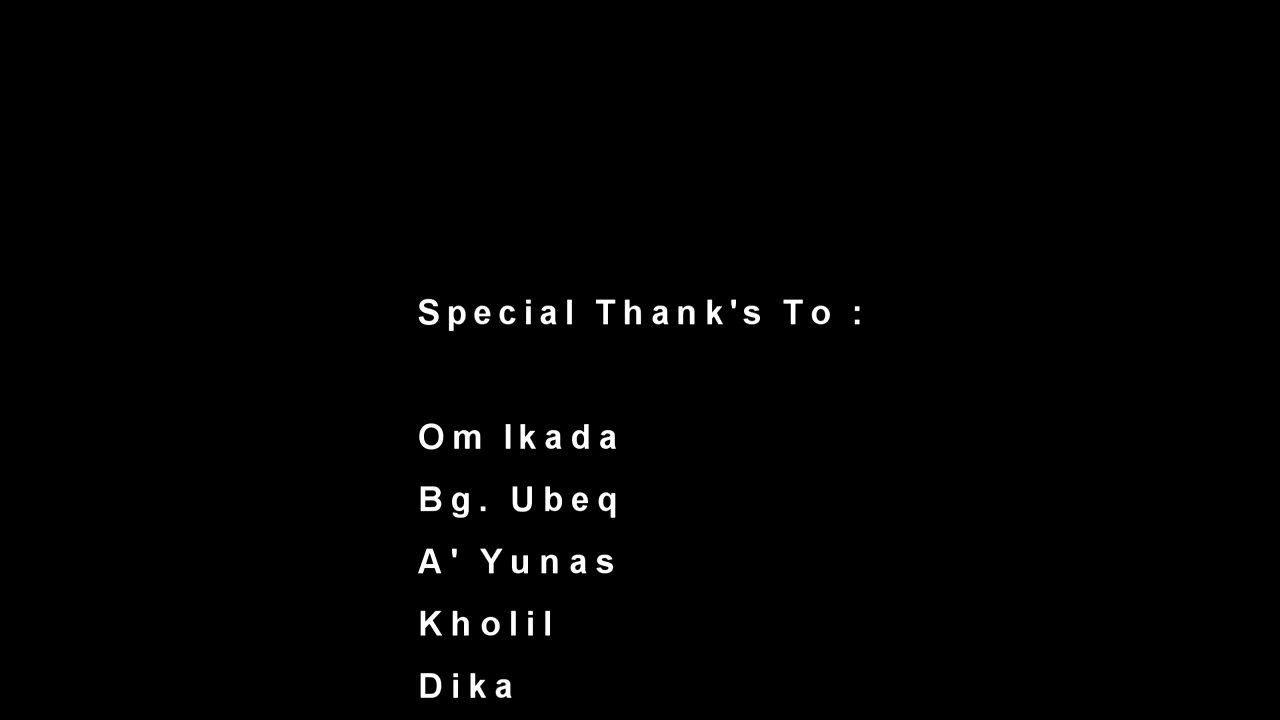 Special Thank's To :
Om Ikada
Bg. Ubeq
A' Yunas
Kholil
Dika